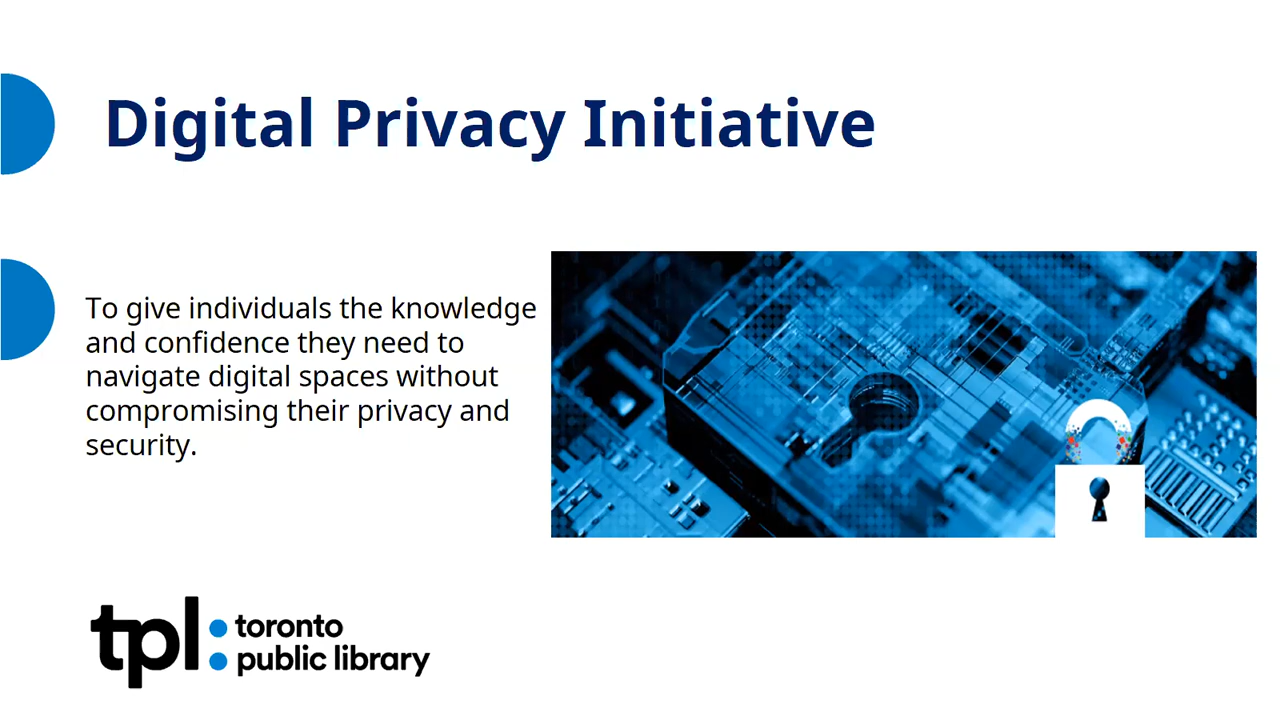 Digital Privacy Initiative
To give individuals the knowledge
and confidence they need to
navigate digital spaces without
compromising their privacy and
security.
tpl: toronto
public library